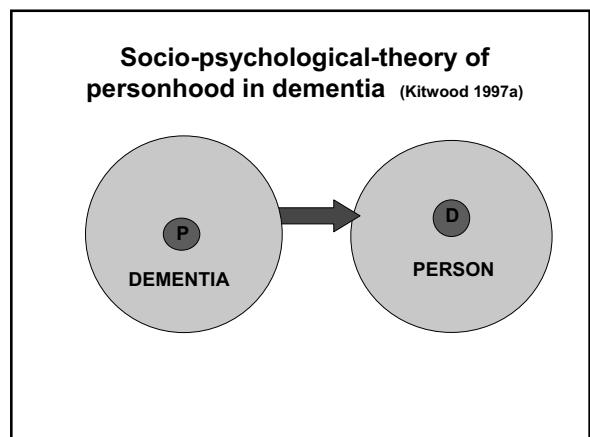 Socio-psychological-theory of
personhood in dementia (Kitwood 1997a)
P
DEMENTIA
D
PERSON